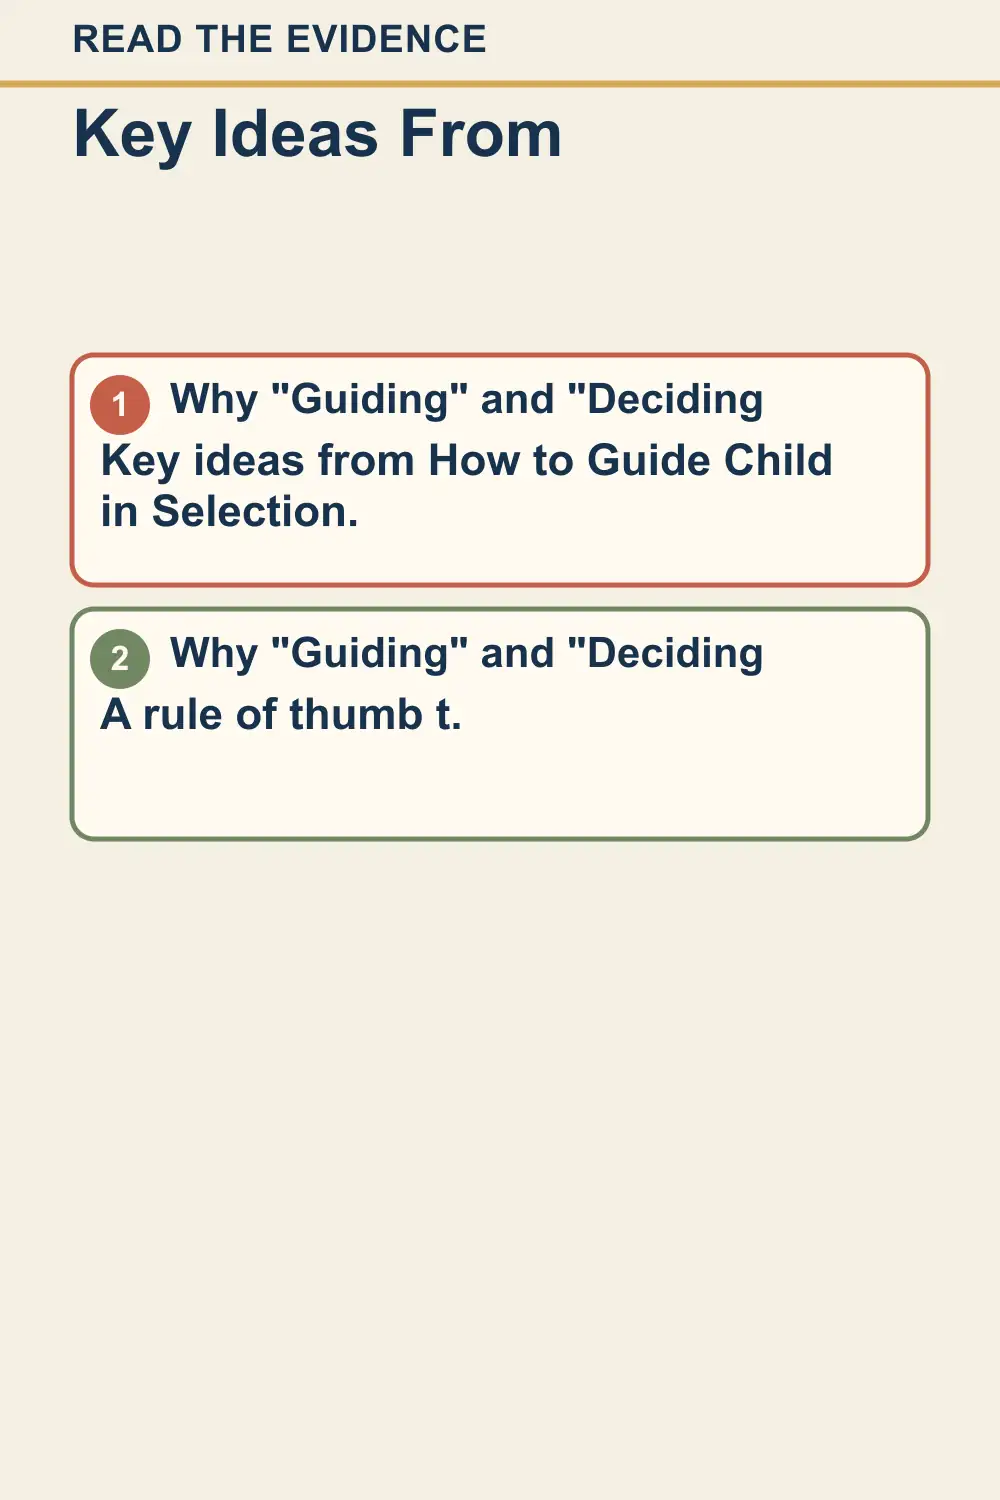 READ THE EVIDENCE
Key Ideas From
1 Why "Guiding" and "Deciding
Key ideas from How to Guide Child
in Selection.
2 Why "Guiding" and "Deciding
A rule of thumb t.